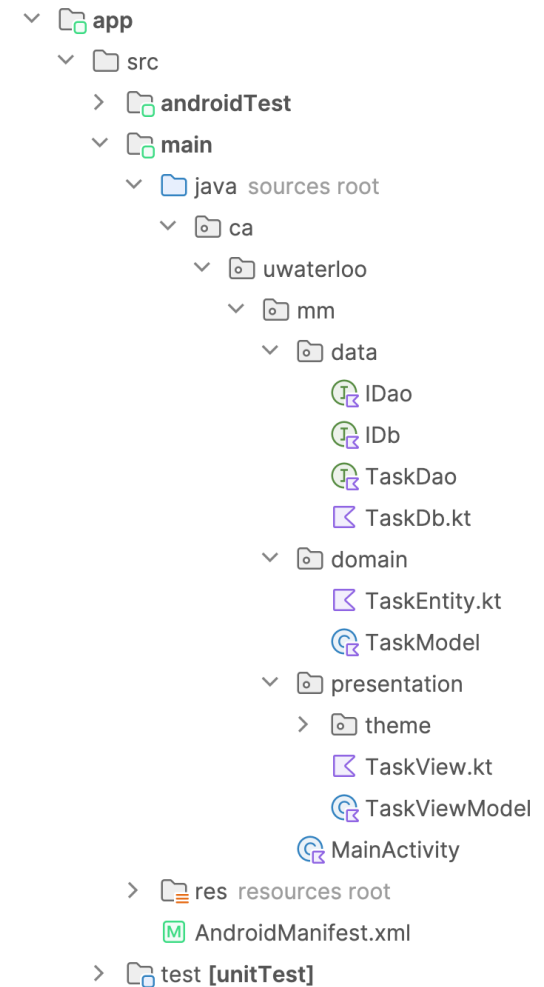 app
src
androidTest
main
java sources root
ca
uwaterloo
mm
data
IDao
IDb
TaskDao
TaskDb.kt
domain
TaskEntity.kt
TaskModel
presentation
theme
TaskView.kt
TaskViewModel
MainActivity
res resources root
AndroidManifest.xml
test [unitTest]